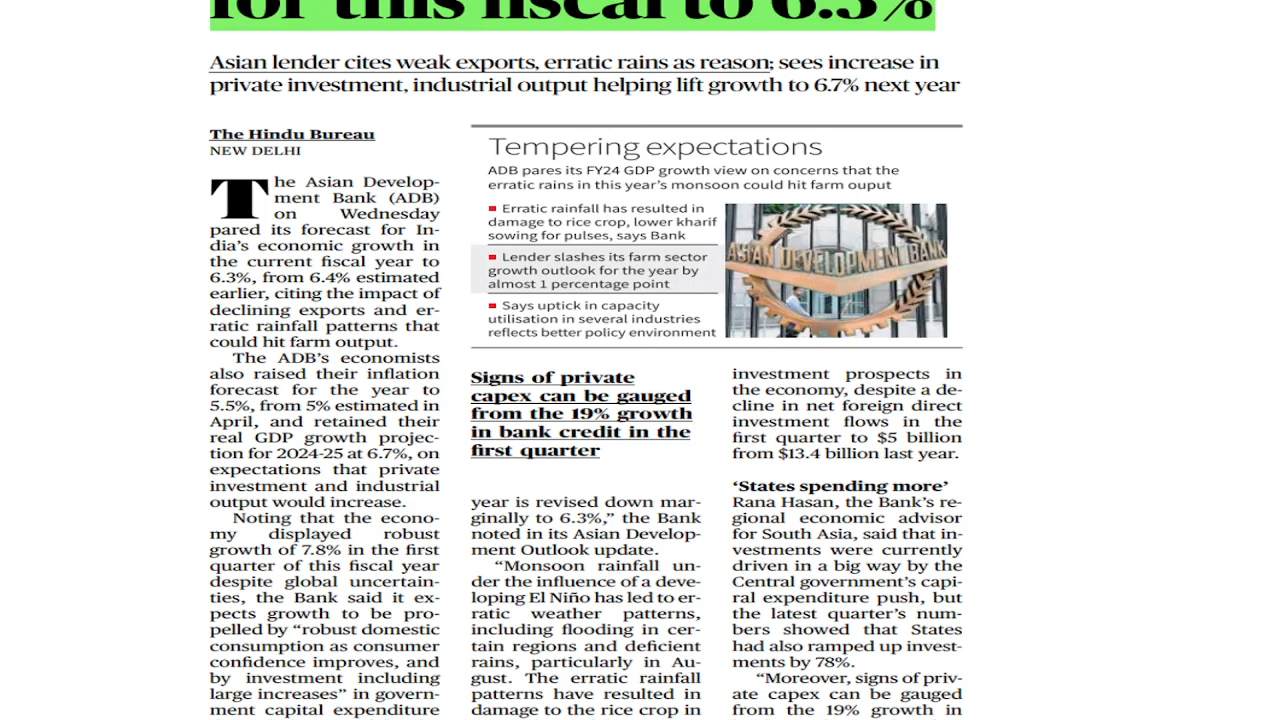 for this fiscal to 6.3%
Asian lender cites weak exports, erratic rains as reason; sees increase in
private investment, industrial output helping lift growth to 6.7% next year
The Hindu Bureau
NEW DELHI
The Asian Develop-
ment Bank (ADB)
on Wednesday
pared its forecast for In-
dia’s economic growth in
the current fiscal year to
6.3%, from 6.4% estimated
earlier, citing the impact of
declining exports and er-
ratic rainfall patterns that
could hit farm output.
The ADB’s economists
also raised their inflation
forecast for the year to
5.5%, from 5% estimated in
April, and retained their
real GDP growth projec-
tion for 2024-25 at 6.7%, on
expectations that private
investment and industrial
output would increase.
Noting that the econo-
my displayed robust
growth of 7.8% in the first
quarter of this fiscal year
despite global uncertain-
ties, the Bank said it ex-
pects growth to be pro-
pelled by “robust domestic
consumption as consumer
confidence improves, and
by investment including
large increases” in govern-
ment capital expenditure
Tempering expectations
ADB pares its FY24 GDP growth view on concerns that the
erratic rains in this year’s monsoon could hit farm ouput
Erratic rainfall has resulted in
damage to rice crop, lower kharif
sowing for pulses, says Bank
Lender slashes its farm sector
growth outlook for the year by
almost 1 percentage point
Says uptick in capacity
utilisation in several industries
reflects better policy environment
ASIAN DEVELOPMENT BANK
Signs of private
capex can be gauged
from the 19% growth
in bank credit in the
first quarter
year is revised down mar-
ginally to 6.3%,” the Bank
noted in its Asian Develop-
ment Outlook update.
“Monsoon rainfall un-
der the influence of a deve-
loping El Niño has led to er-
ratic weather patterns,
including flooding in cer-
tain regions and deficient
rains, particularly in Au-
gust. The erratic rainfall
patterns have resulted in
damage to the rice crop in
investment prospects in
the economy, despite a de-
cline in net foreign direct
investment flows in the
first quarter to $5 billion
from $13.4 billion last year.
‘States spending more’
Rana Hasan, the Bank’s re-
gional economic advisor
for South Asia, said that in-
vestments were currently
driven in a big way by the
Central government’s capi-
ral expenditure push, but
the latest quarter’s num-
bers showed that States
had also ramped up invest-
ments by 78%.
“Moreover, signs of priv-
ate capex can be gauged
from the 19% growth in